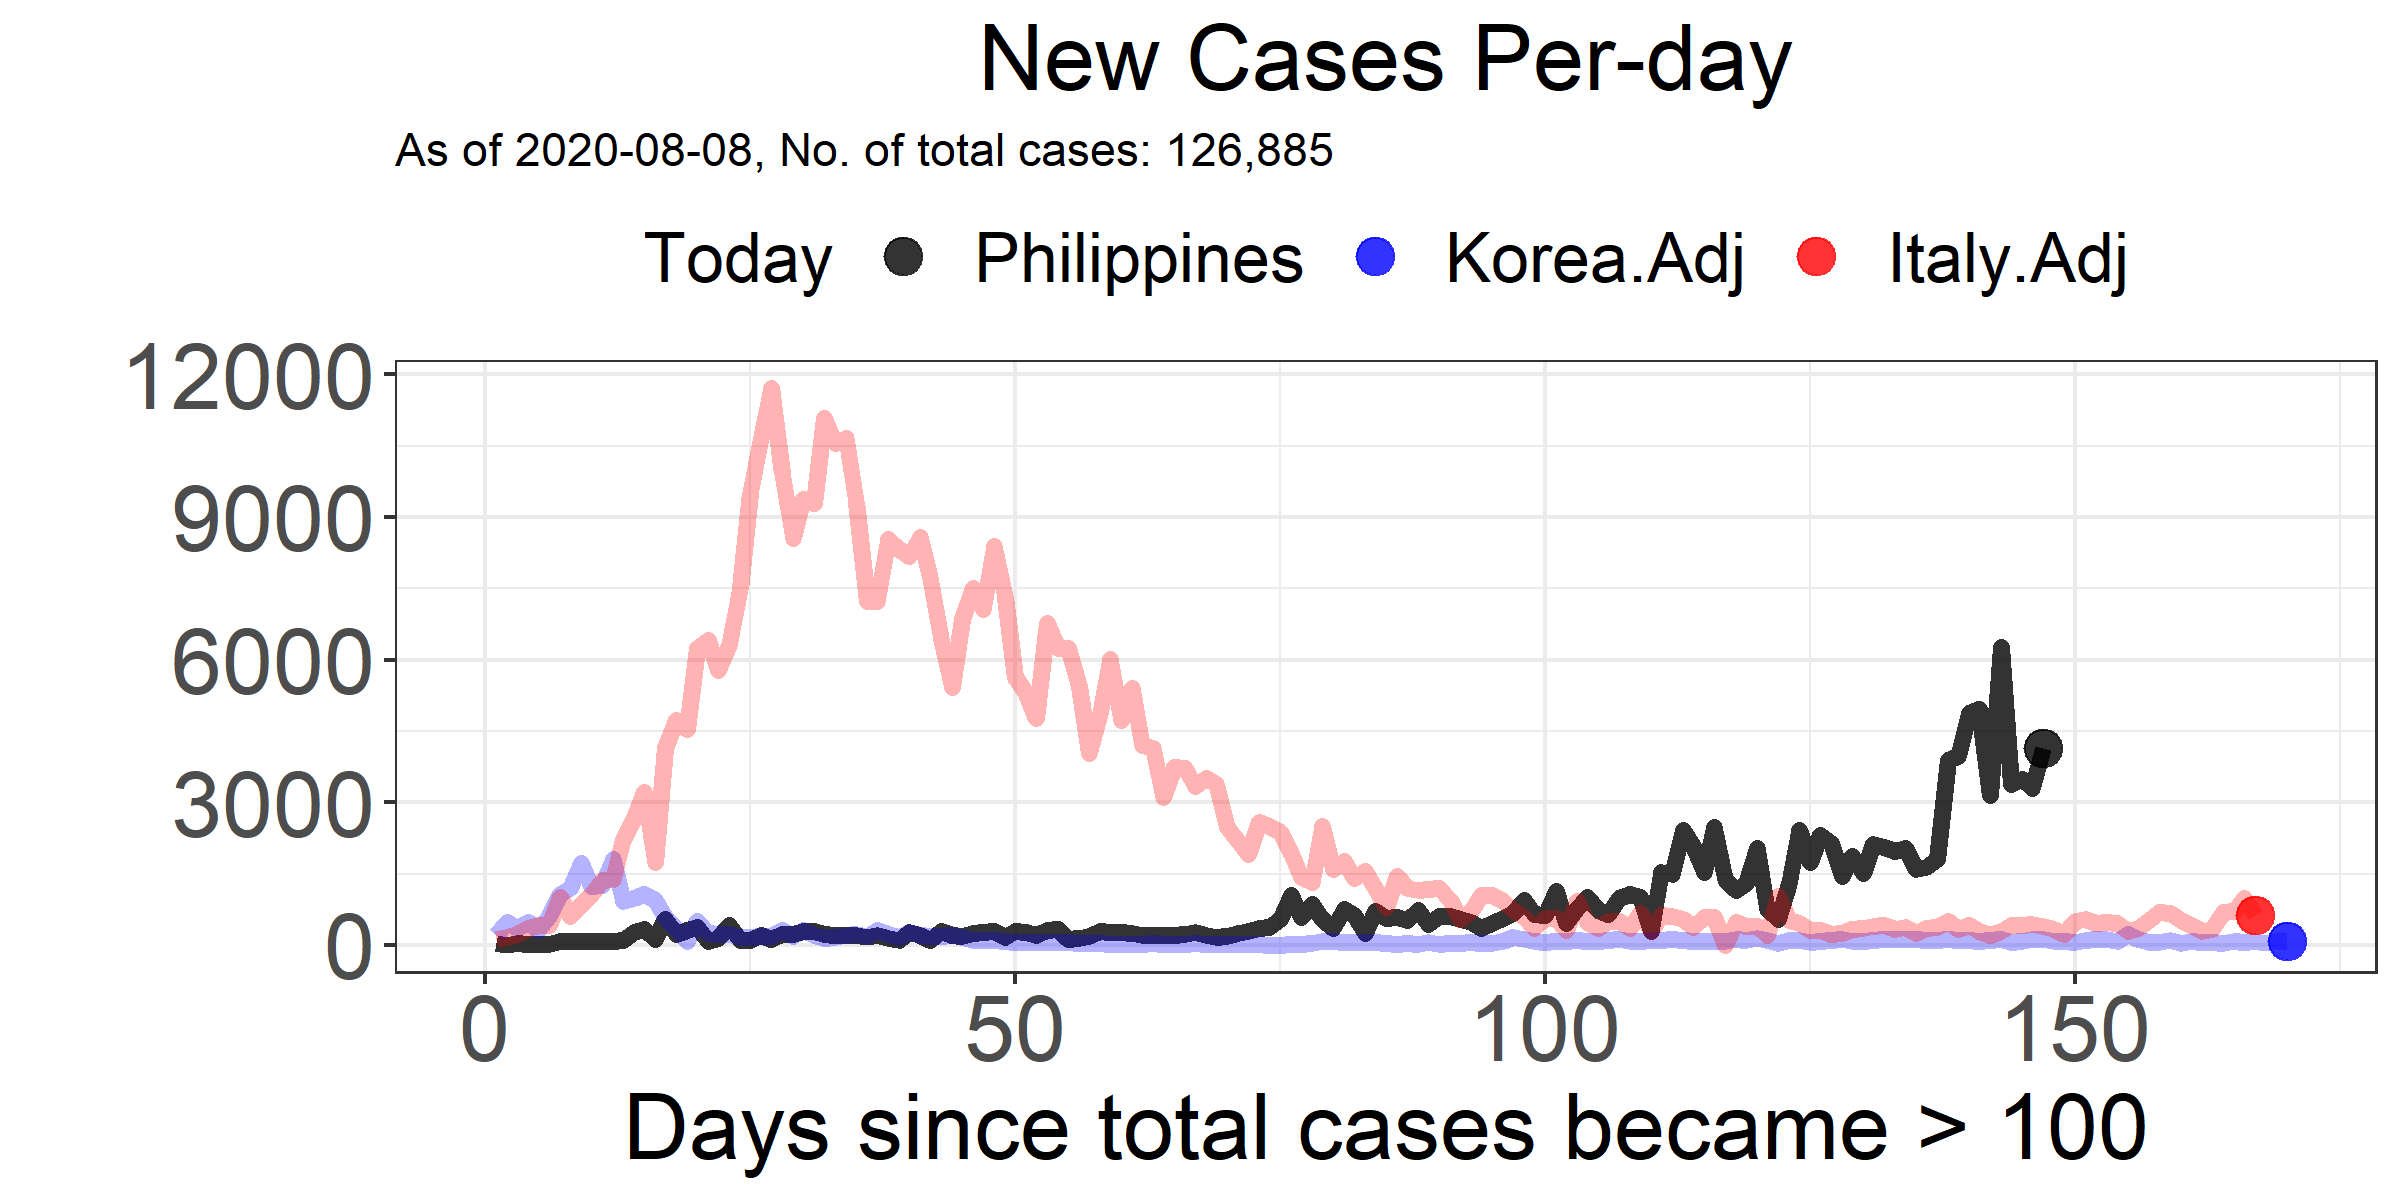 New Cases Per-day
As of 2020-08-08, No. of total cases: 126,885
Today Philippines Korea.Adj Italy.Adj
12000
9000
6000
3000
0
0 50 100 150
Days since total cases became > 100